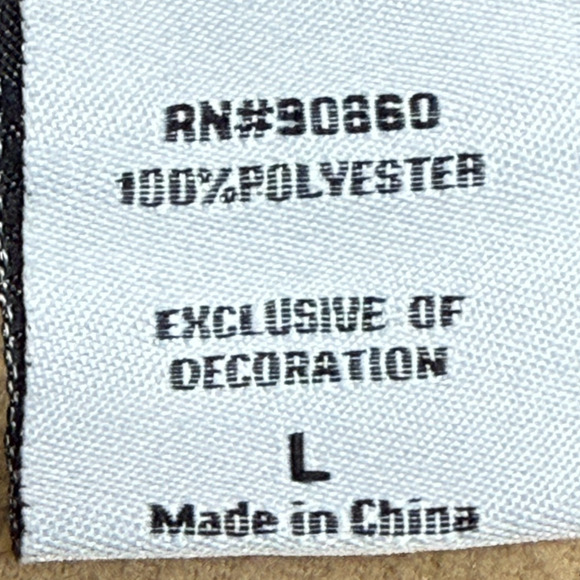 RN#90860
100%POLYESTER
EXCLUSIVE OF
DECORATION
L
Made in China